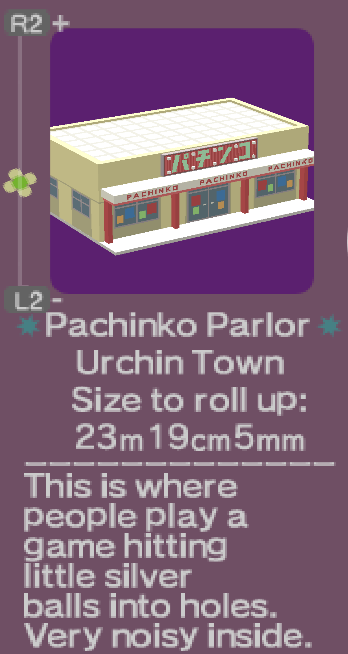 R2 +
パチンコ
PACHINKO PACHINKO PACHINKO
L2 -
Pachinko Parlor
Urchin Town
Size to roll up:
23m19cm5mm
This is where
people play a
game hitting
little silver
balls into holes.
Very noisy inside.